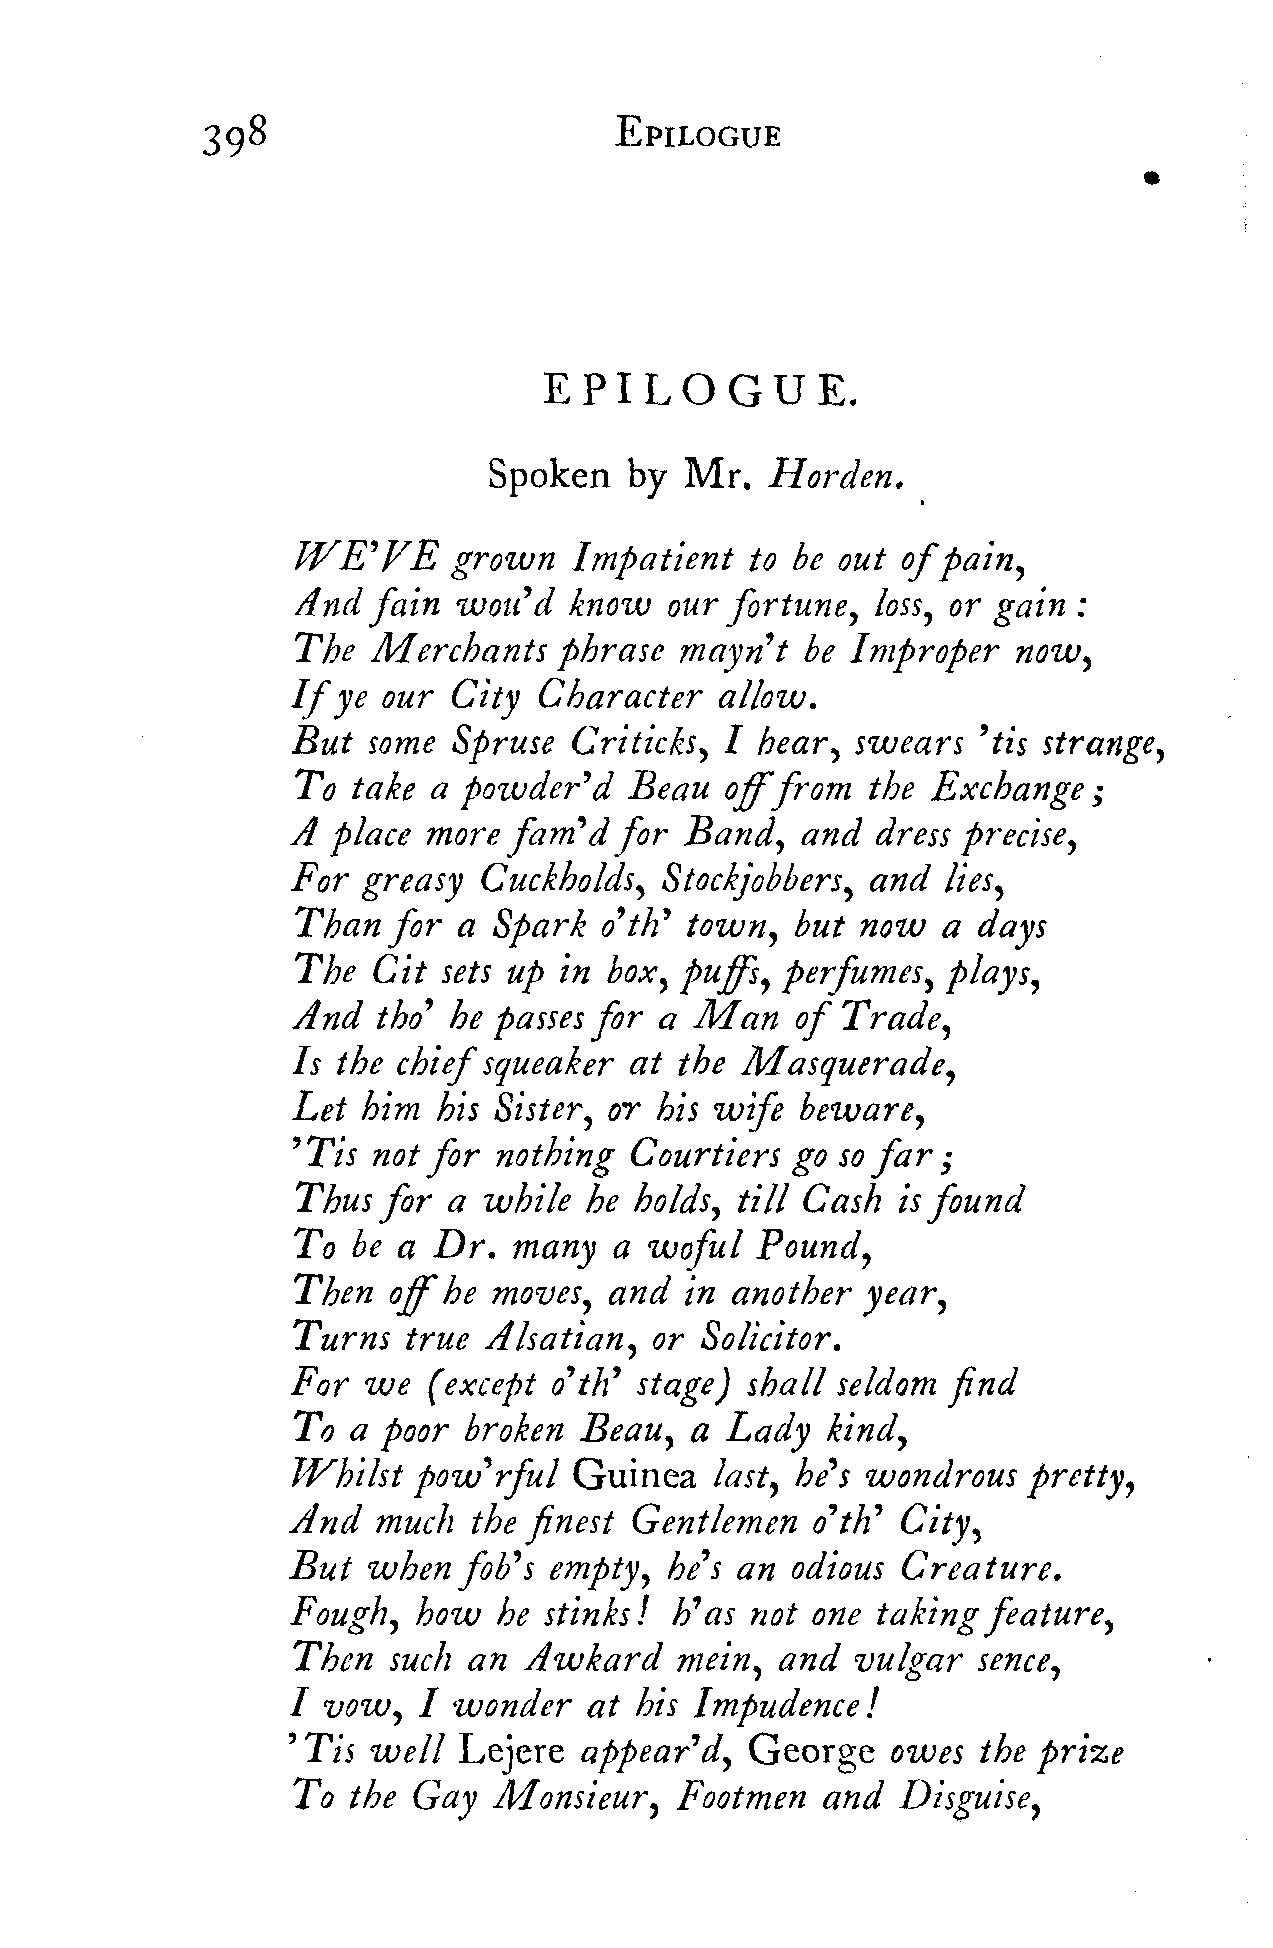 398 EPILOGUE
EPILOGUE.
Spoken by Mr. Horden.
WE'VE grown Impatient to be out of pain,
And fain wou'd know our fortune, loss, or gain :
The Merchants phrase mayn't be Improper now,
If ye our City Character allow.
But some Spruse Criticks, I hear, swears 'tis strange,
To take a powder'd Beau off from the Exchange ;
A place more fam'd for Band, and dress precise,
For greasy Cuckholds, Stockjobbers, and lies,
Than for a Spark o'th' town, but now a days
The Cit sets up in box, puffs, perfumes, plays,
And tho' he passes for a Man of Trade,
Is the chief squeaker at the Masquerade,
Let him his Sister, or his wife beware,
'Tis not for nothing Courtiers go so far ;
Thus for a while he holds, till Cash is found
To be a Dr. many a woful Pound,
Then off he moves, and in another year,
Turns true Alsatian, or Solicitor.
For we (except o'th' stage) shall seldom find
To a poor broken Beau, a Lady kind,
Whilst pow'rful Guinea last, he's wondrous pretty,
And much the finest Gentlemen o'th' City,
But when fob's empty, he's an odious Creature.
Fough, how he stinks! h'as not one taking feature,
Then such an Awkard mein, and vulgar sence,
I vow, I wonder at his Impudence!
'Tis well Lejere appear'd, George owes the prize
To the Gay Monsieur, Footmen and Disguise,